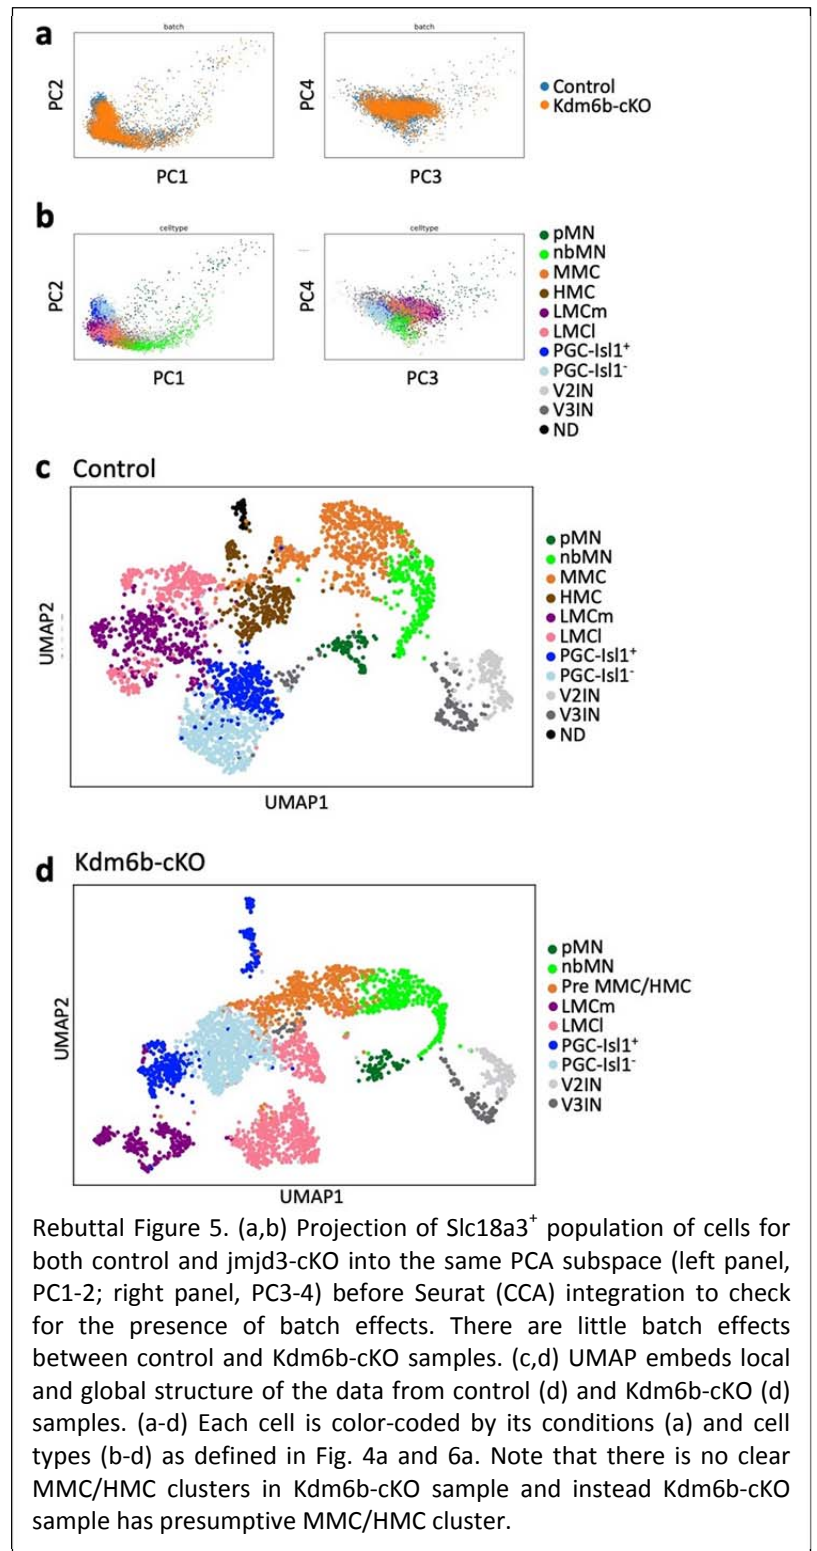 a
batch
batch
PC2
PC4
Control
Kdm6b-cKO
PC1
PC3
b
celltype
celltype
PC2
PC4
pMN
nbMN
MMC
HMC
LMCm
LMCl
PGC-Isl1⁺
PGC-Isl1⁻
V2IN
V3IN
ND
PC1
PC3
c Control
UMAP2
pMN
nbMN
MMC
HMC
LMCm
LMCl
PGC-Isl1⁺
PGC-Isl1⁻
V2IN
V3IN
ND
UMAP1
d Kdm6b-cKO
UMAP2
pMN
nbMN
Pre MMC/HMC
LMCm
LMCl
PGC-Isl1⁺
PGC-Isl1⁻
V2IN
V3IN
UMAP1
Rebuttal Figure 5. (a,b) Projection of Slc18a3⁺ population of cells for
both control and jmjd3-cKO into the same PCA subspace (left panel,
PC1-2; right panel, PC3-4) before Seurat (CCA) integration to check
for the presence of batch effects. There are little batch effects
between control and Kdm6b-cKO samples. (c,d) UMAP embeds local
and global structure of the data from control (d) and Kdm6b-cKO (d)
samples. (a-d) Each cell is color-coded by its conditions (a) and cell
types (b-d) as defined in Fig. 4a and 6a. Note that there is no clear
MMC/HMC clusters in Kdm6b-cKO sample and instead Kdm6b-cKO
sample has presumptive MMC/HMC cluster.